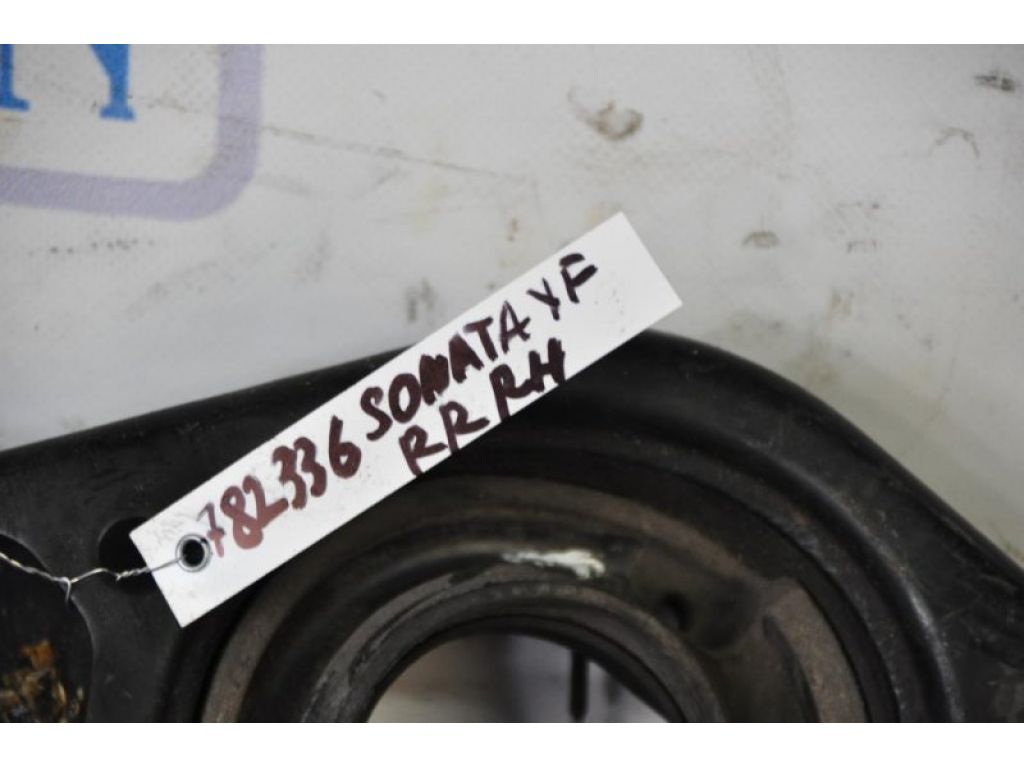 782336 SONATA YF
RR RH